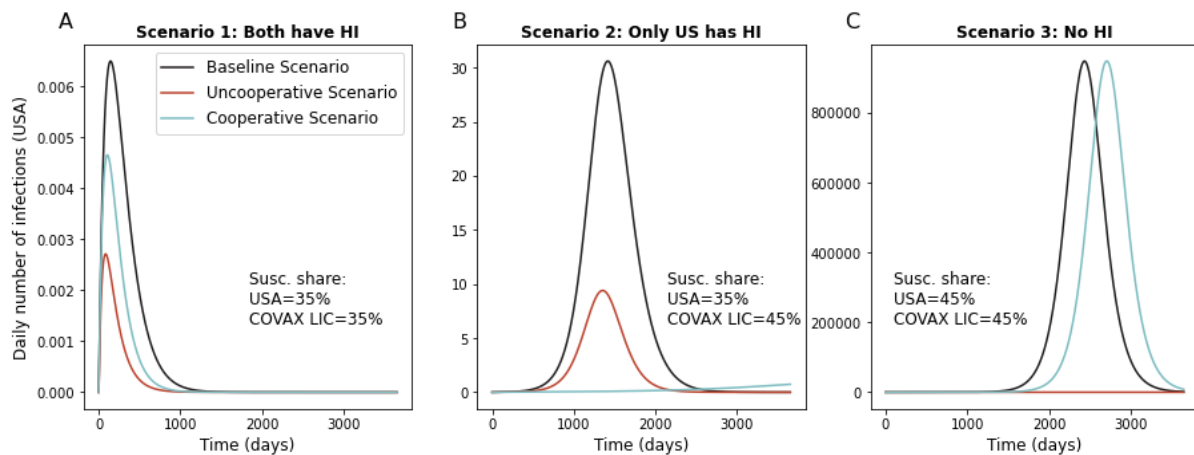 A
Scenario 1: Both have HI
Daily number of infections (USA)
0.006
0.005
0.004
0.003
0.002
0.001
0.000
Baseline Scenario
Uncooperative Scenario
Cooperative Scenario
Susc. share:
USA=35%
COVAX LIC=35%
0
1000
2000
3000
Time (days)
B
Scenario 2: Only US has HI
30
25
20
15
10
5
0
Susc. share:
USA=35%
COVAX LIC=45%
0
1000
2000
3000
Time (days)
C
Scenario 3: No HI
800000
600000
400000
200000
0
Susc. share:
USA=45%
COVAX LIC=45%
0
1000
2000
3000
Time (days)